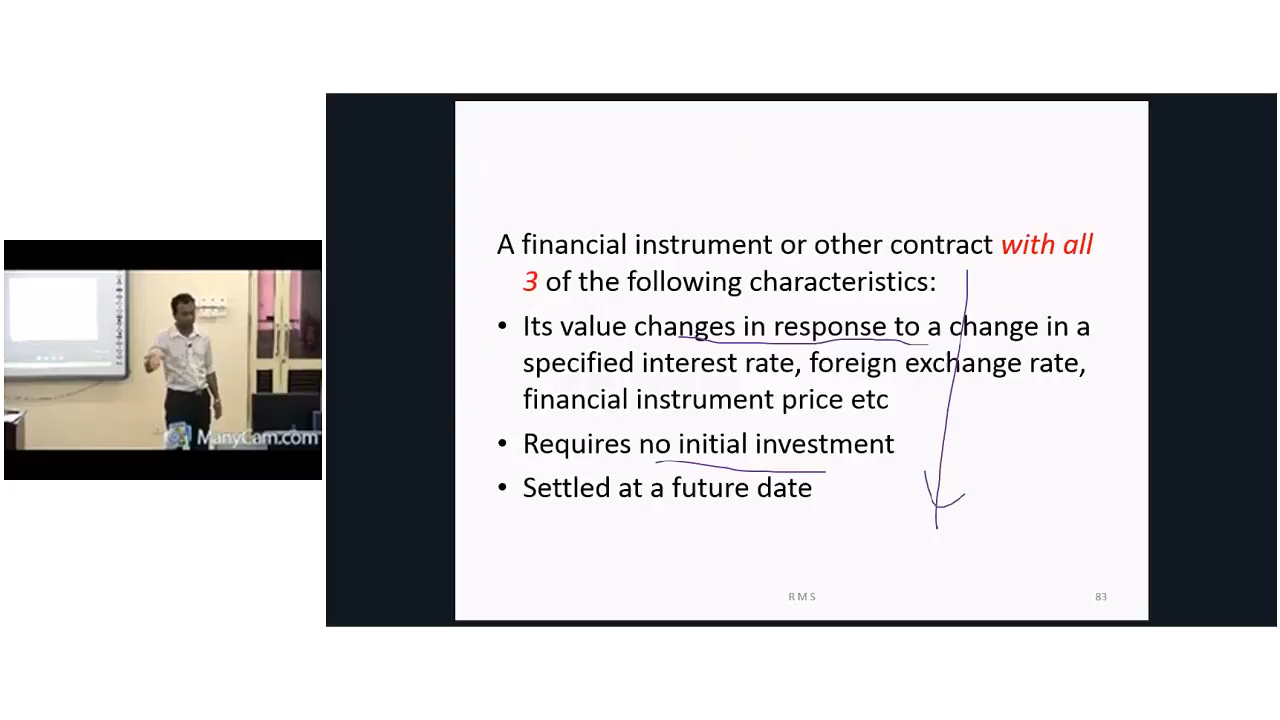 A financial instrument or other contract with all
3 of the following characteristics:
• Its value changes in response to a change in a
specified interest rate, foreign exchange rate,
financial instrument price etc
• Requires no initial investment
• Settled at a future date
R M S
83
ManyCam.com